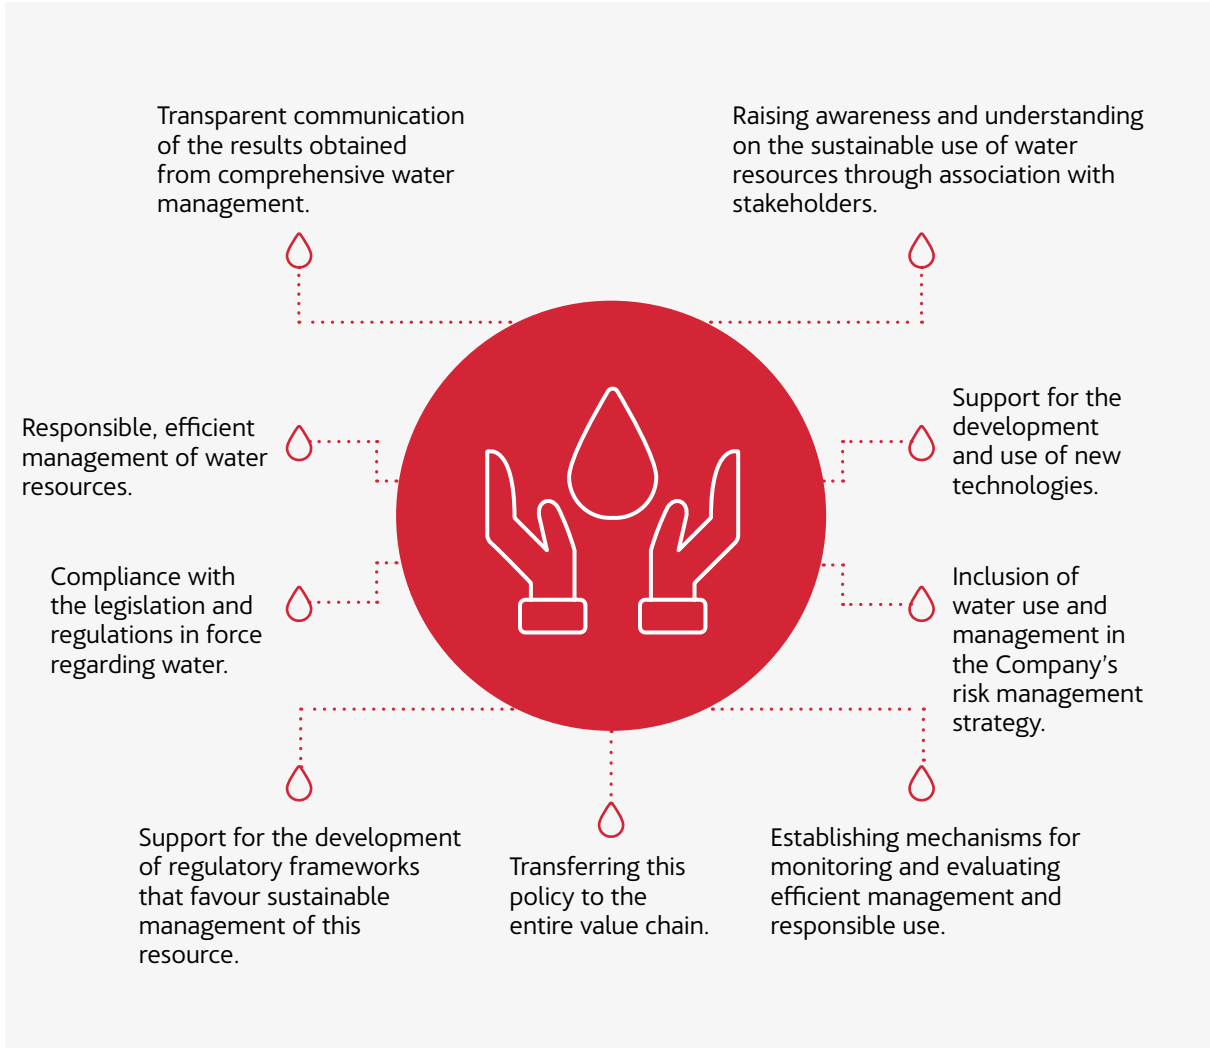 Transparent communication
of the results obtained
from comprehensive water
management.
Raising awareness and understanding
on the sustainable use of water
resources through association with
stakeholders.
Responsible, efficient
management of water
resources.
Support for the
development
and use of new
technologies.
Compliance with
the legislation and
regulations in force
regarding water.
Inclusion of
water use and
management in
the Company’s
risk management
strategy.
Support for the development
of regulatory frameworks
that favour sustainable
management of this
resource.
Transferring this
policy to the
entire value chain.
Establishing mechanisms for
monitoring and evaluating
efficient management and
responsible use.